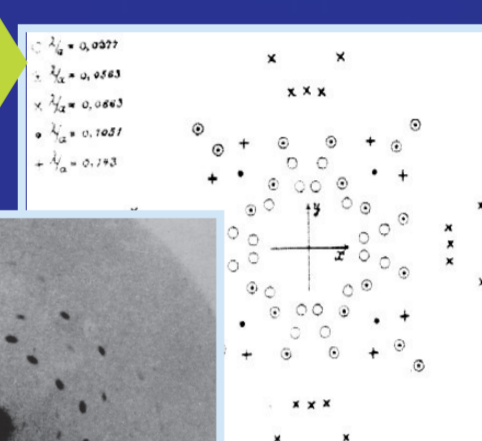 ○ λ/a = 0,0377
⊙ λ/a = 0,0563
× λ/a = 0,0663
• λ/a = 0,1051
+ λ/a = 0,143
y
x